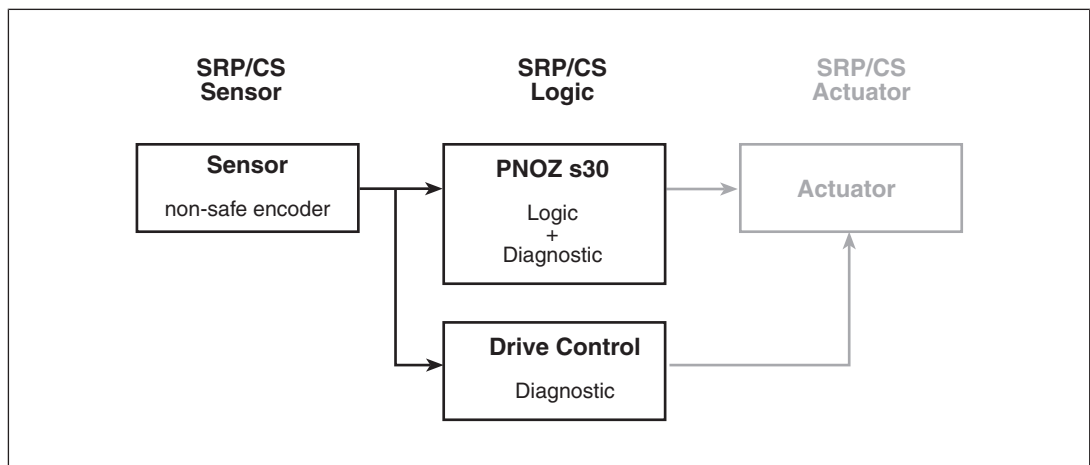 SRP/CS
Sensor
SRP/CS
Logic
SRP/CS
Actuator
Sensor
non-safe encoder
PNOZ s30
Logic
+
Diagnostic
Actuator
Drive Control
Diagnostic